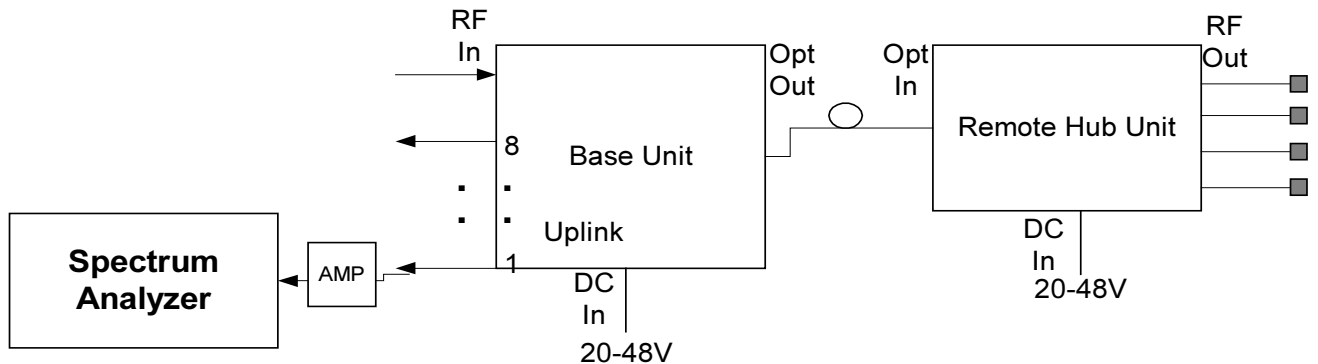 RF
In
Opt
Out
Opt
In
RF
Out
8
Base Unit
Remote Hub Unit
Uplink
1
Spectrum
Analyzer
AMP
DC
In
20-48V
DC
In
20-48V